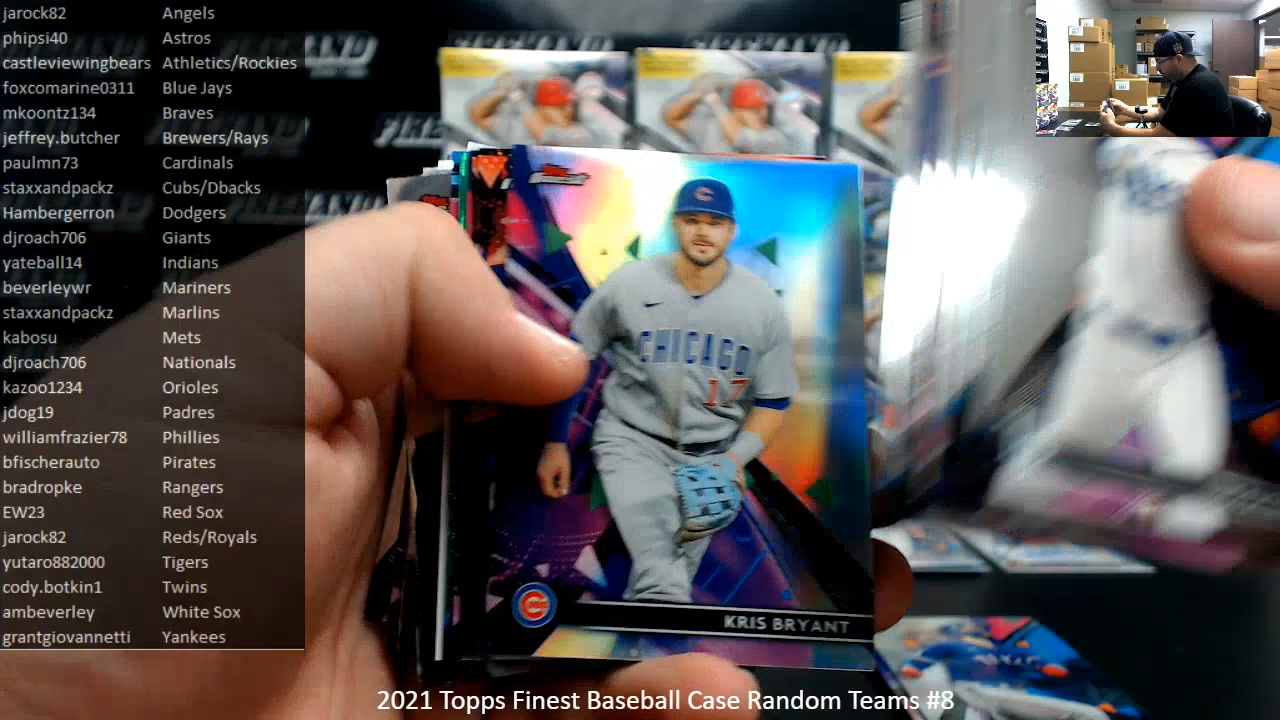 jarock82 Angels
phipsi40 Astros
castleviewingbears Athletics/Rockies
foxcomarine0311 Blue Jays
mkoontz134 Braves
jeffrey.butcher Brewers/Rays
paulmn73 Cardinals
staxxandpackz Cubs/Dbacks
Hambergerron Dodgers
djroach706 Giants
yateball14 Indians
beverleywr Mariners
staxxandpackz Marlins
kabosu Mets
djroach706 Nationals
kazoo1234 Orioles
jdog19 Padres
williamfrazier78 Phillies
bfischerauto Pirates
bradropke Rangers
EW23 Red Sox
jarock82 Reds/Royals
yutaro882000 Tigers
cody.botkin1 Twins
ambeverley White Sox
grantgiovannetti Yankees
CHICAGO
17
KRIS BRYANT
2021 Topps Finest Baseball Case Random Teams #8